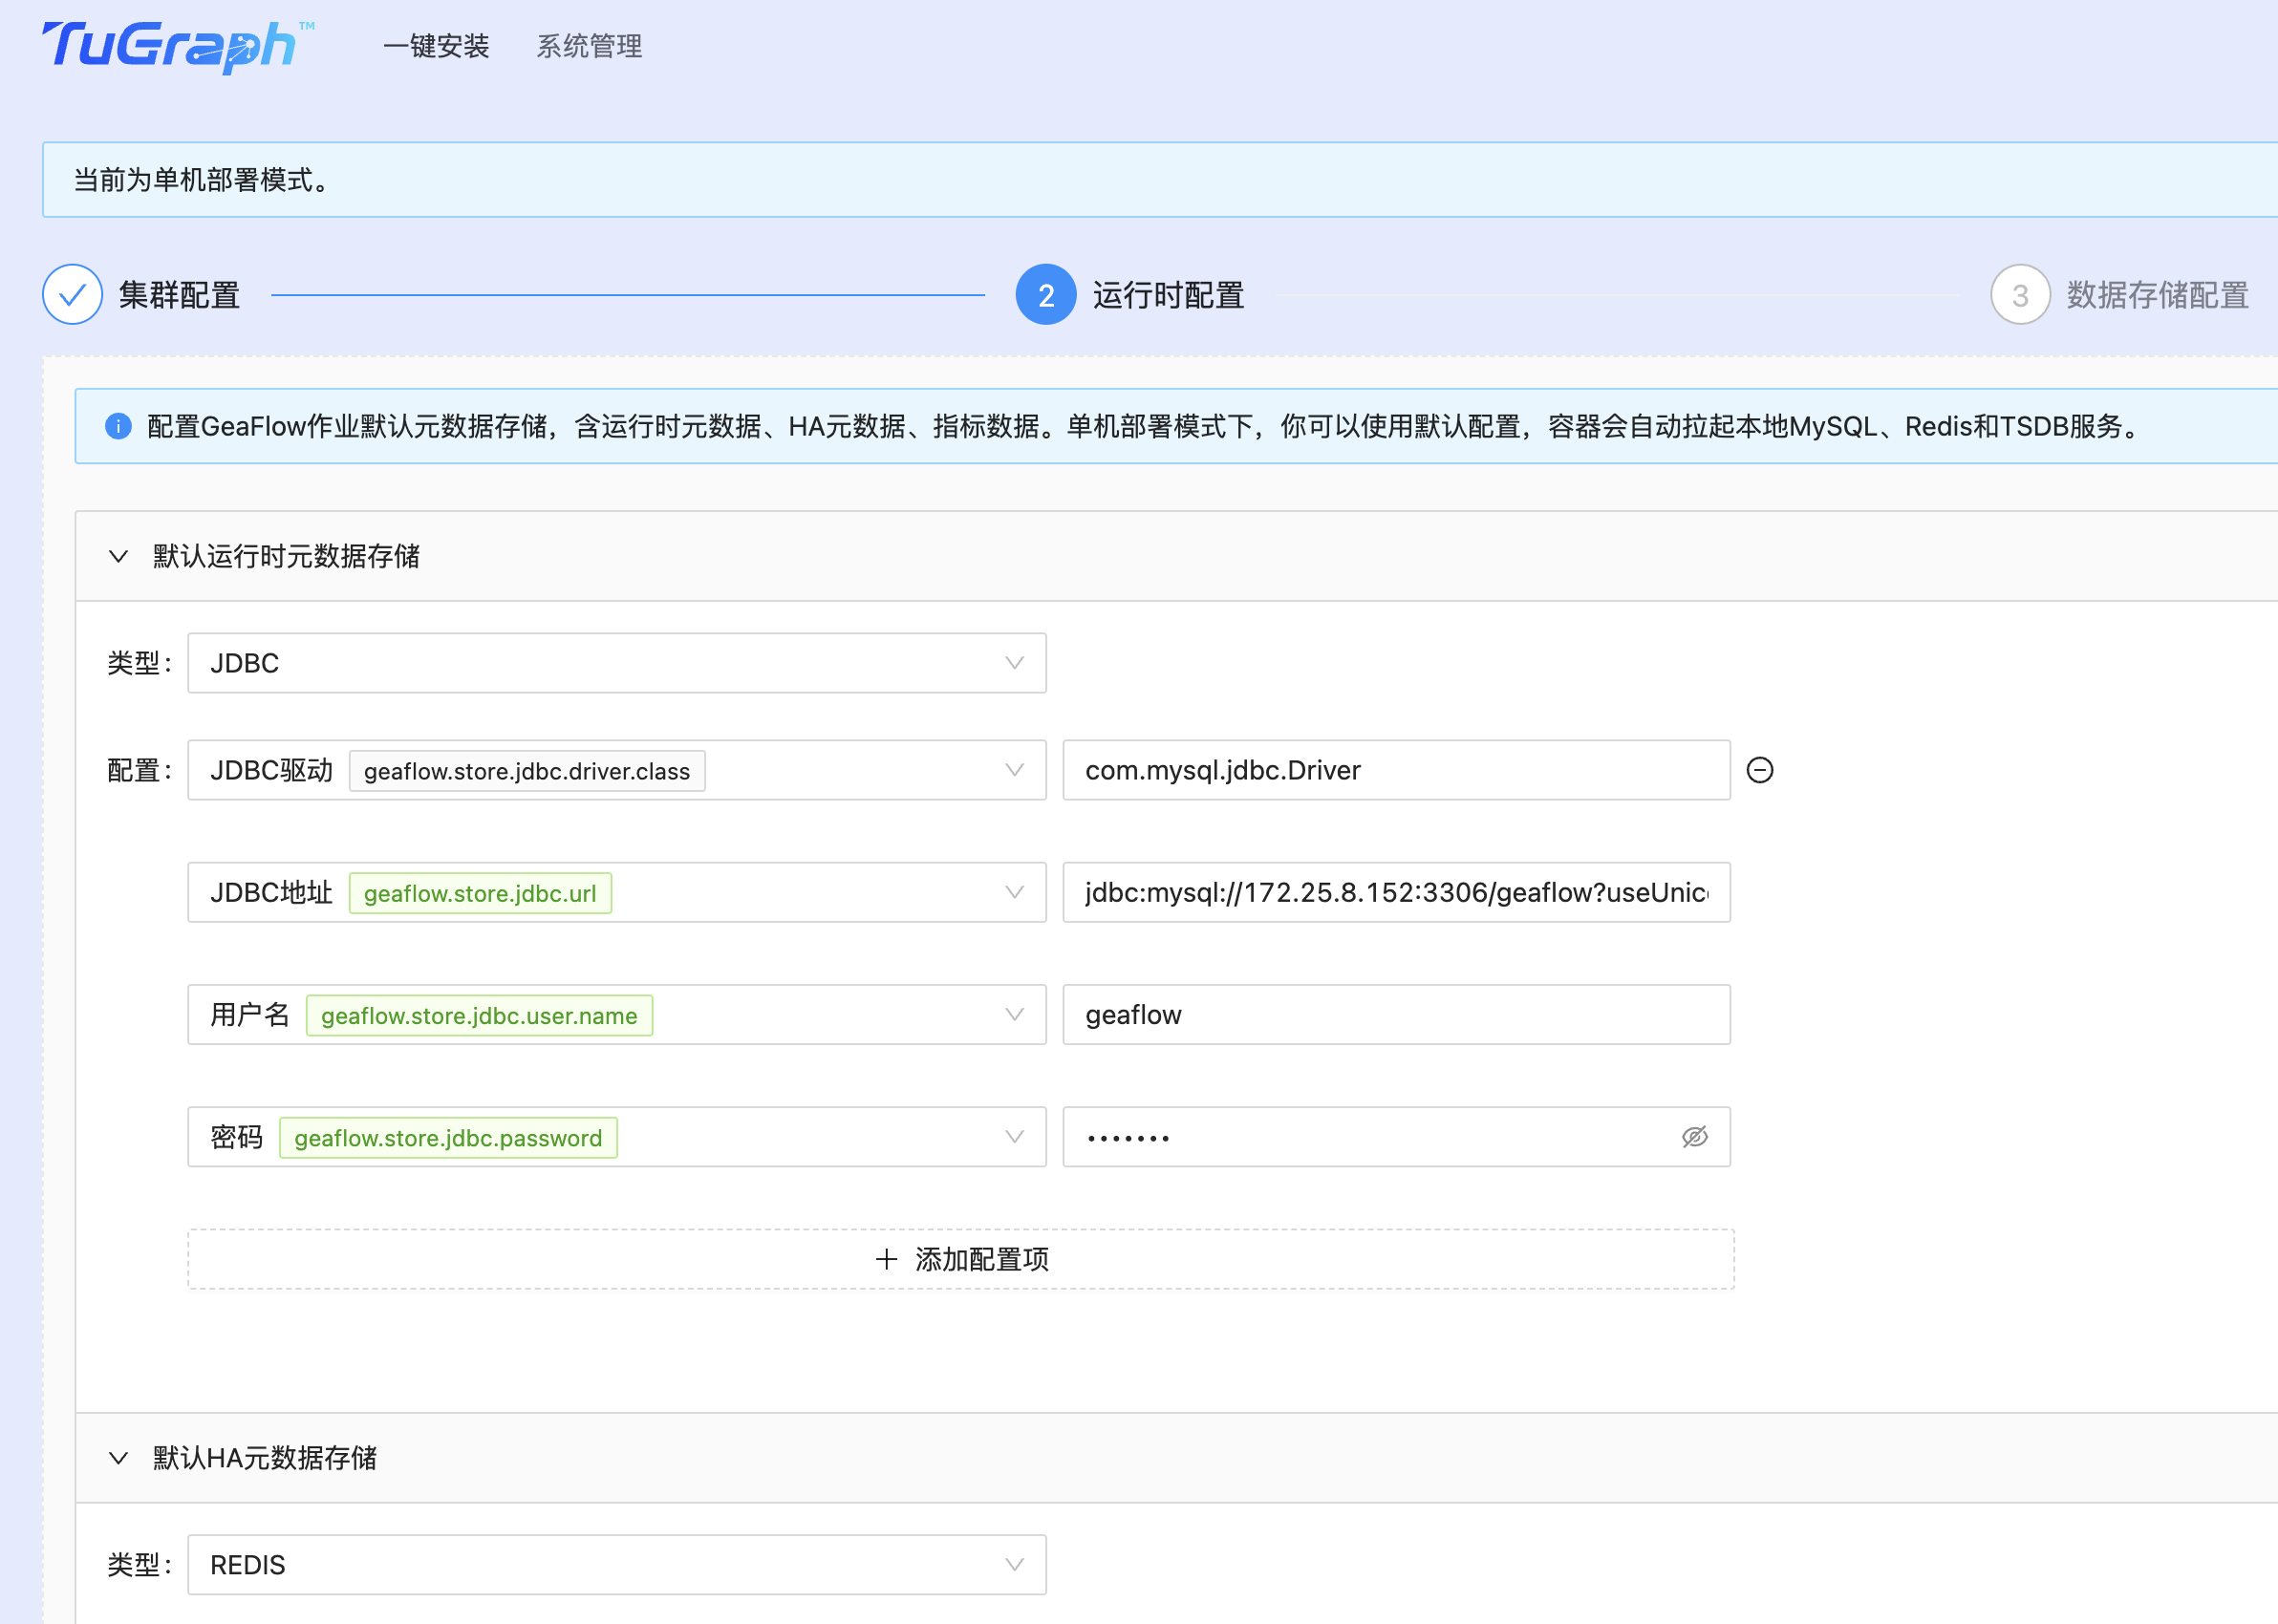 TuGraph™ 一键安装 系统管理
当前为单机部署模式。
集群配置 2 运行时配置 3 数据存储配置
配置GeaFlow作业默认元数据存储，含运行时元数据、HA元数据、指标数据。单机部署模式下，你可以使用默认配置，容器会自动拉起本地MySQL、Redis和TSDB服务。
默认运行时元数据存储
类型： JDBC
配置： JDBC驱动 geaflow.store.jdbc.driver.class com.mysql.jdbc.Driver
JDBC地址 geaflow.store.jdbc.url jdbc:mysql://172.25.8.152:3306/geaflow?useUnic
用户名 geaflow.store.jdbc.user.name geaflow
密码 geaflow.store.jdbc.password •••••••
+ 添加配置项
默认HA元数据存储
类型： REDIS